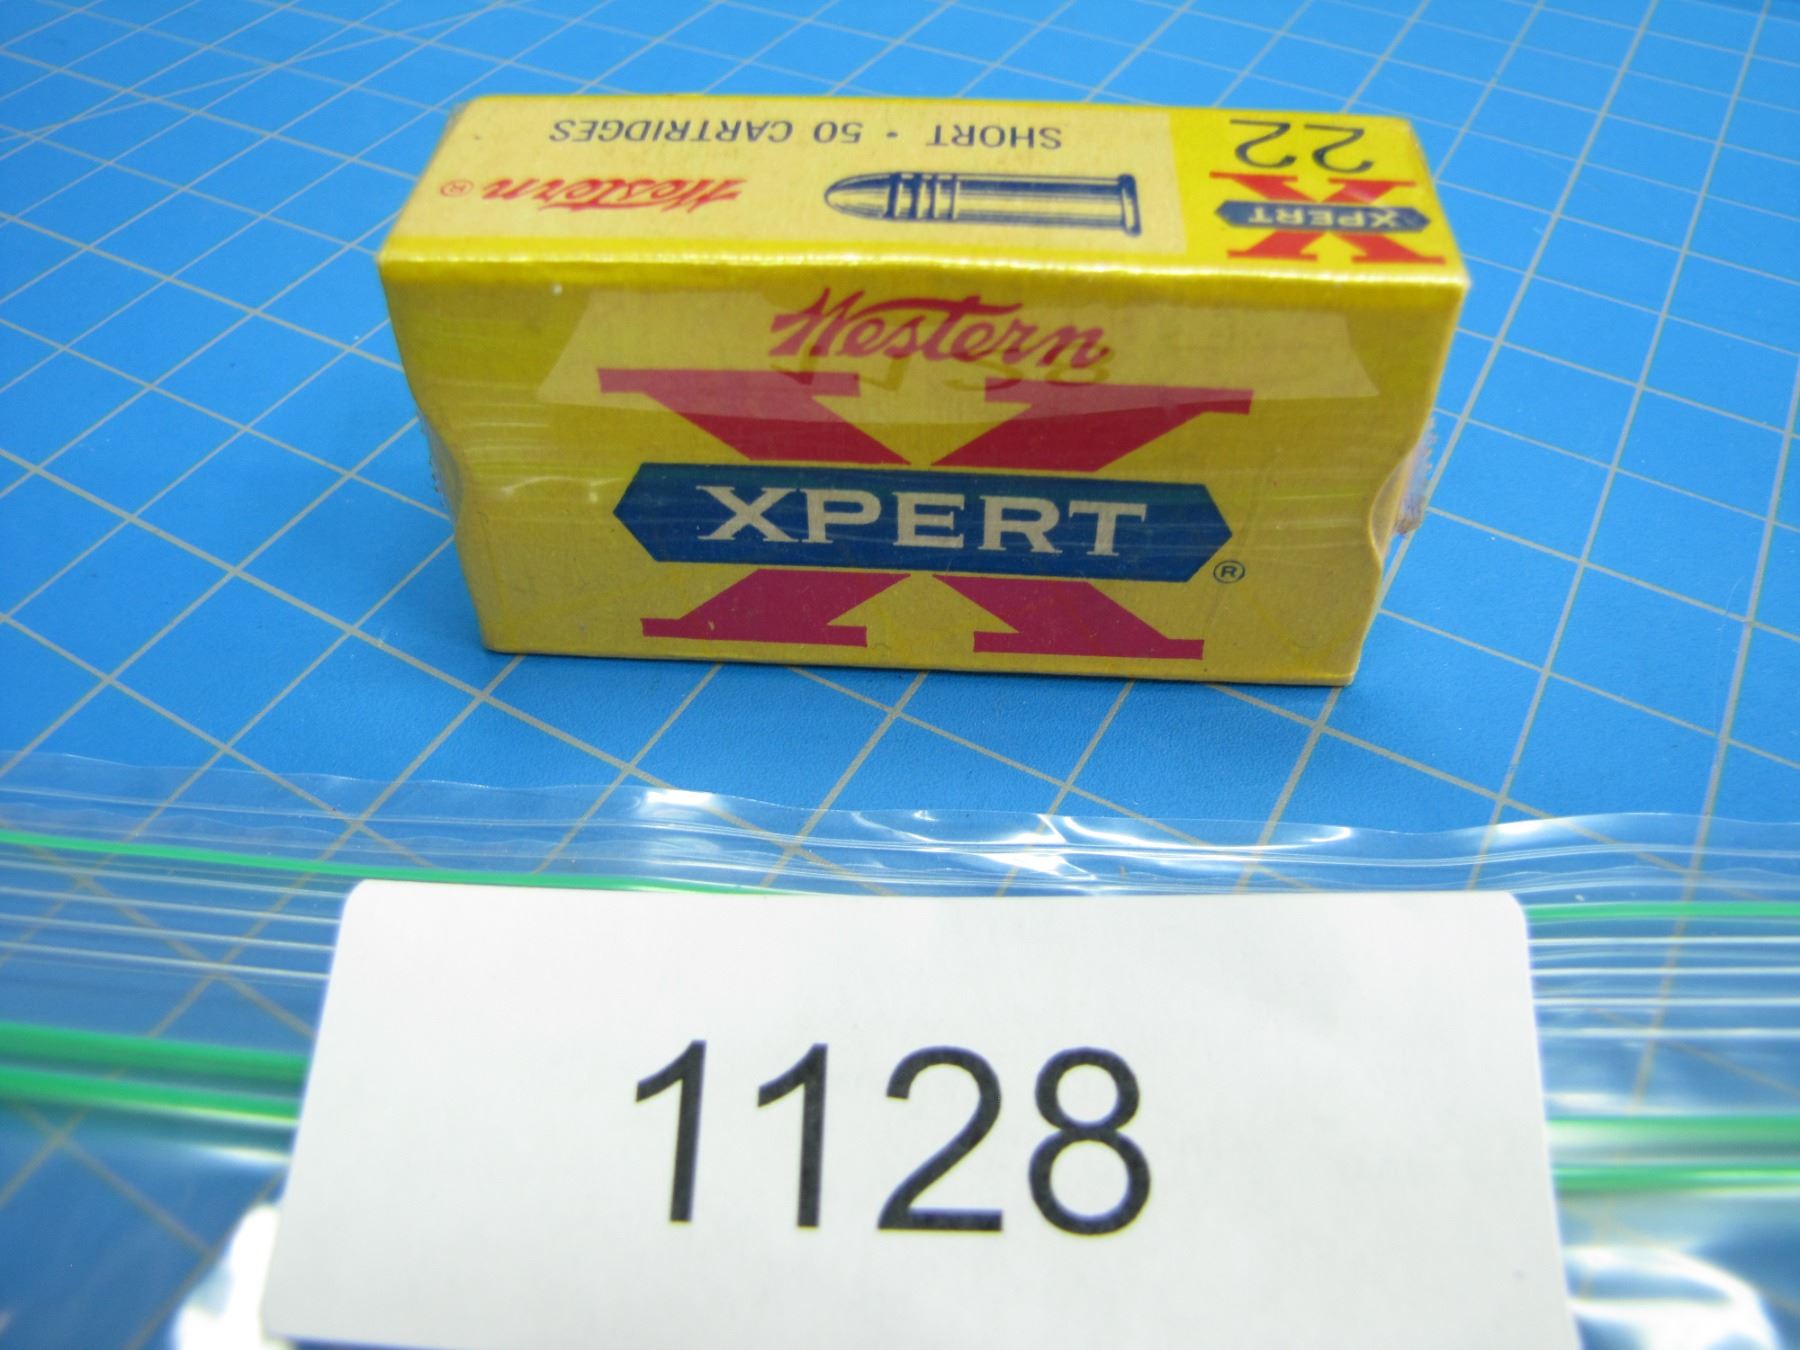 SHORT • 50 CARTRIDGES
22
Western ®
XPERT
Western
XPERT
®
1128